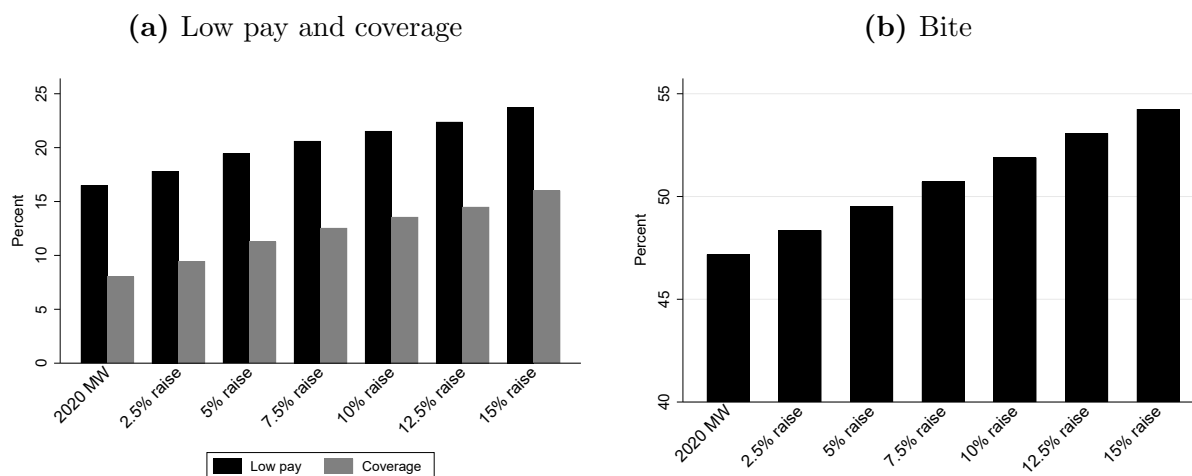 (a) Low pay and coverage
Percent
25
20
15
10
5
0
2020 MW
2.5% raise
5% raise
7.5% raise
10% raise
12.5% raise
15% raise
Low pay
Coverage
(b) Bite
Percent
55
50
45
40
2020 MW
2.5% raise
5% raise
7.5% raise
10% raise
12.5% raise
15% raise